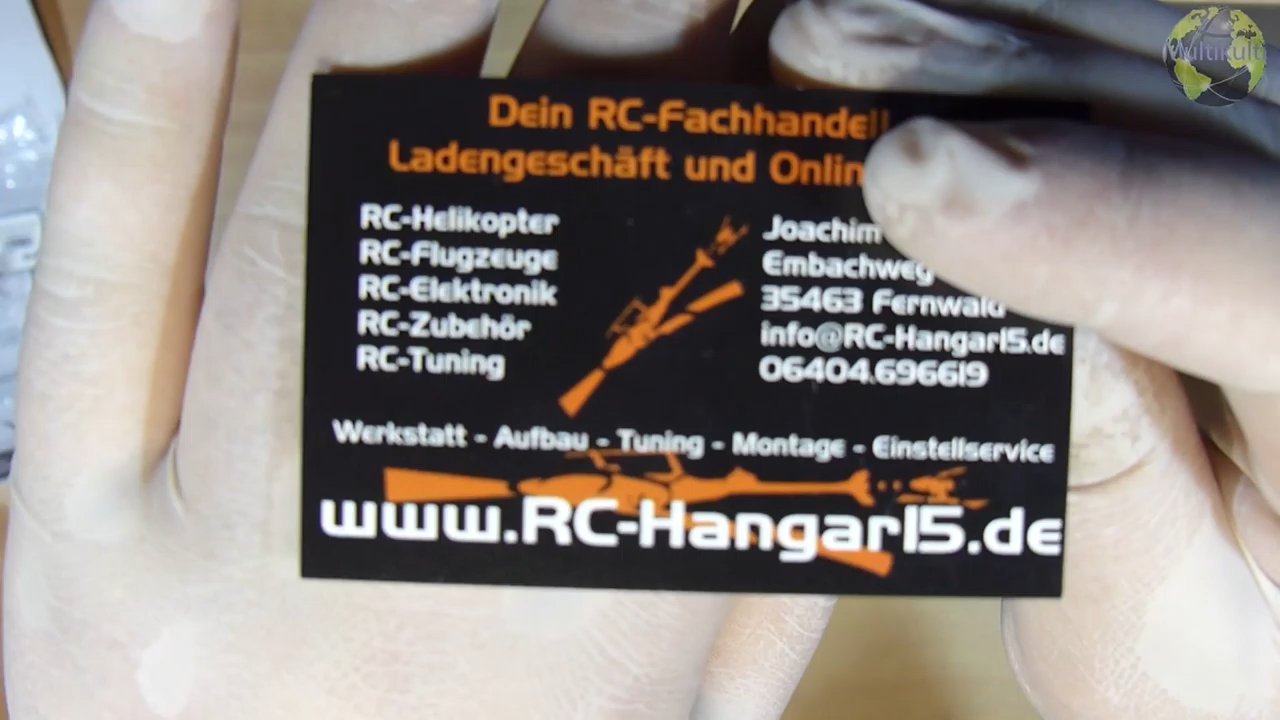 Multikulti
Dein RC-Fachhandel!
Ladengeschäft und Onlin
RC-Helikopter
RC-Flugzeuge
RC-Elektronik
RC-Zubehör
RC-Tuning
Joachim
Embachweg
35463 Fernwald
info@RC-Hangar15.de
06404.696619
Werkstatt - Aufbau - Tuning - Montage - Einstellservice
www.RC-Hangar15.de